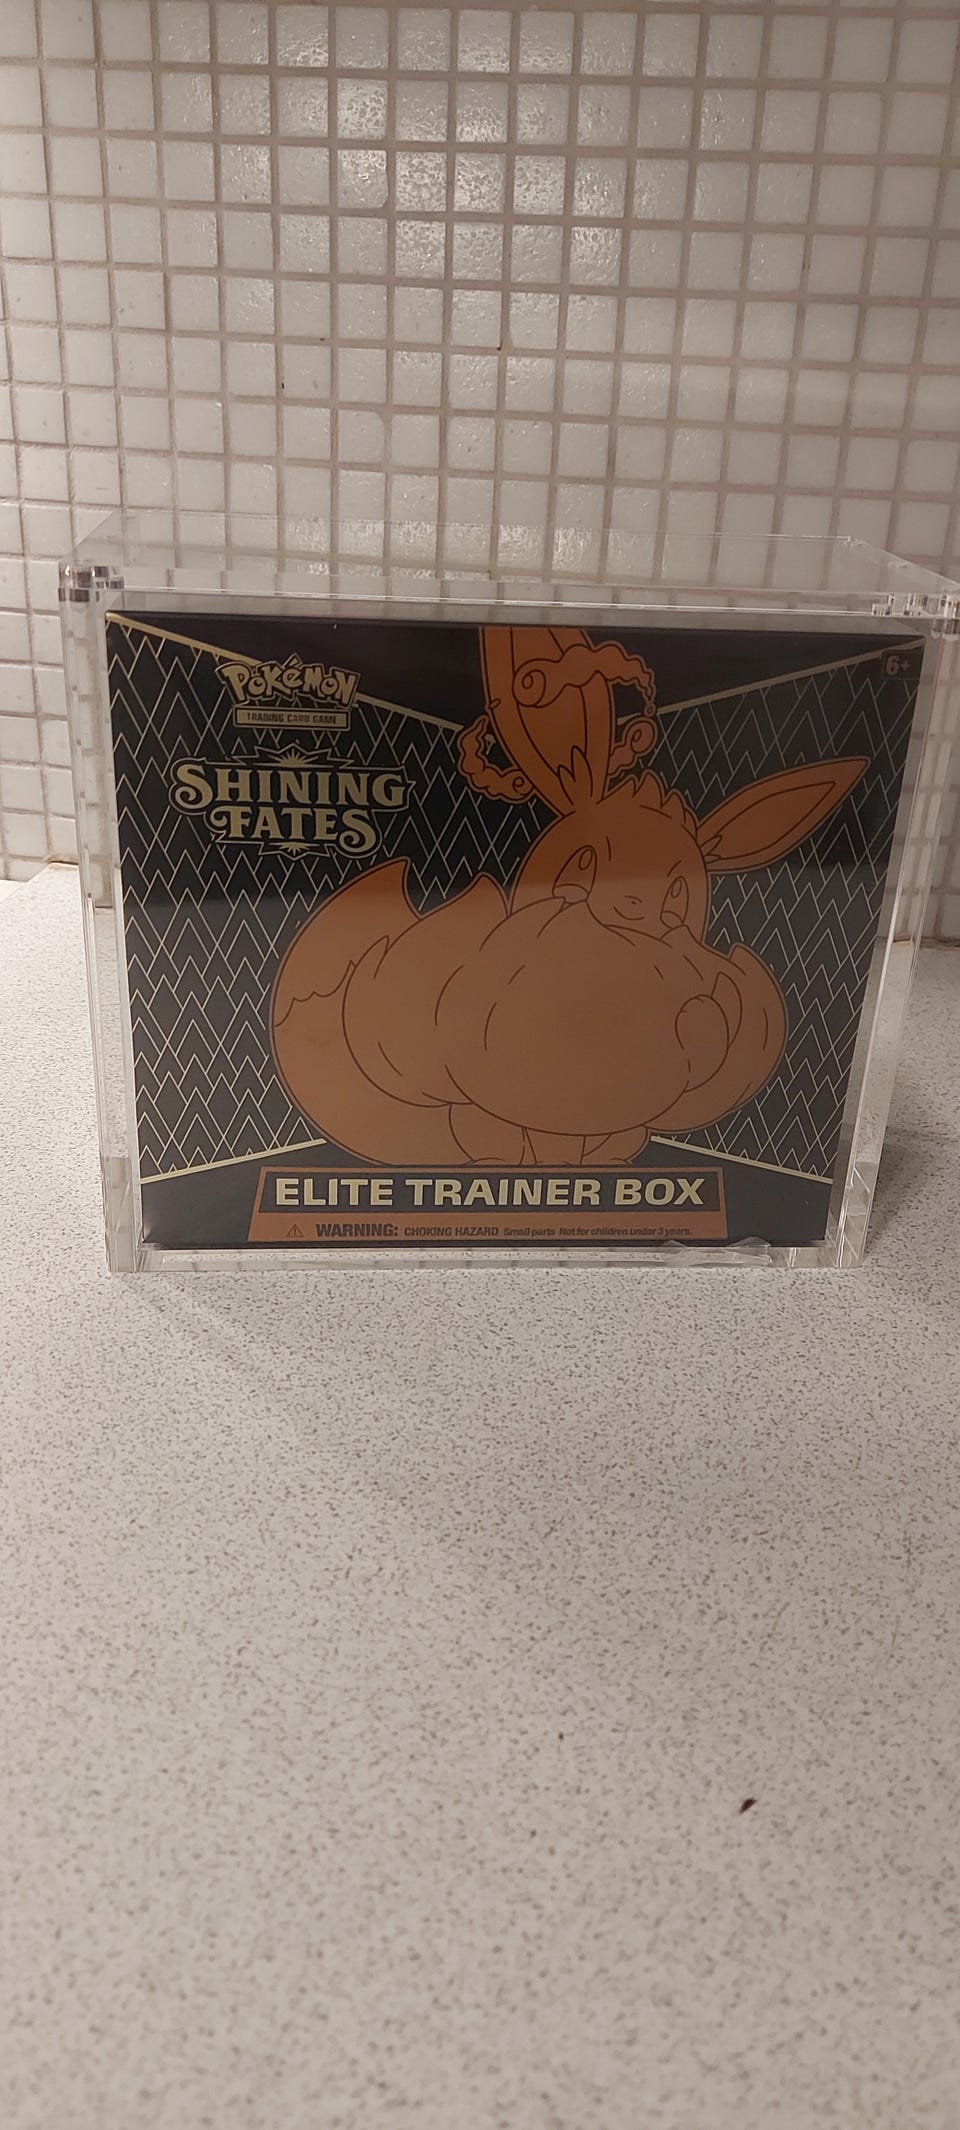 6+
Pokémon
TRADING CARD GAME
SHINING
FATES
ELITE TRAINER BOX
⚠ WARNING: CHOKING HAZARD Small parts Not for children under 3 years.